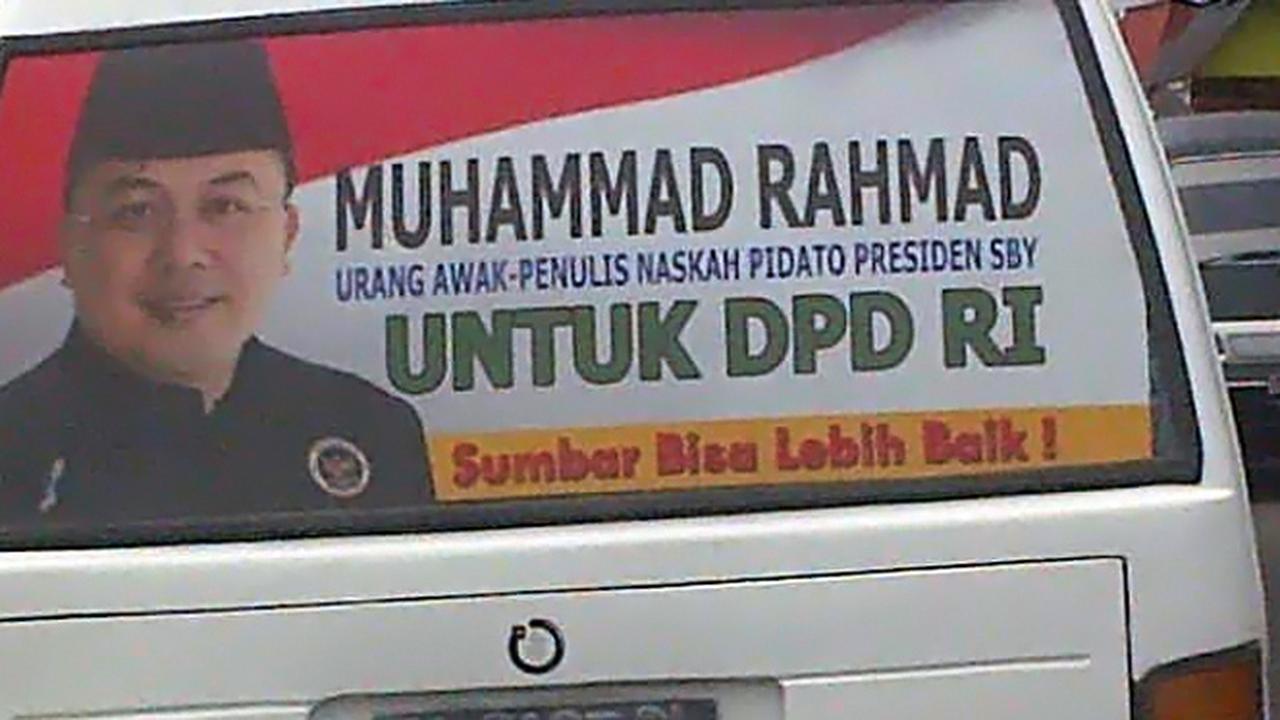 MUHAMMAD RAHMAD
URANG AWAK-PENULIS NASKAH PIDATO PRESIDEN SBY
UNTUK DPD RI
Sumbar Bisa Lebih Baik !